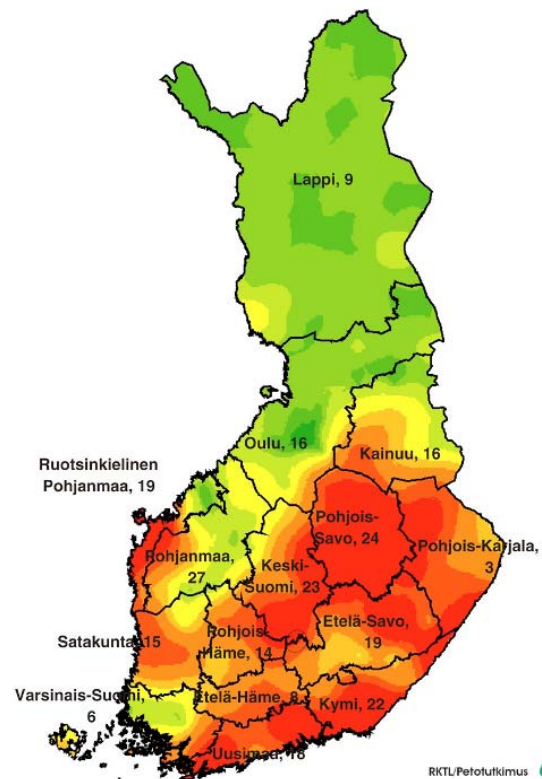 Lappi, 9
Oulu, 16
Kainuu, 16
Ruotsinkielinen
Pohjanmaa, 19
Pohjanmaa,
27
Keski-
Suomi, 23
Pohjois-
Savo, 24
Pohjois-Karjala,
3
Satakunta, 15
Pohjois-
Häme, 14
Etelä-Savo,
19
Varsinais-Suomi,
6
Etelä-Häme, 8
Kymi, 22
Uusimaa, 18
RKTL/Petotutkimus